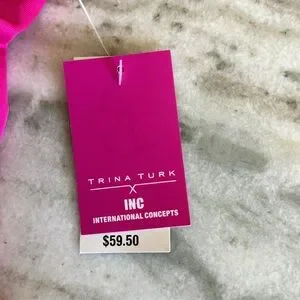 TRINA TURK
X
INC
INTERNATIONAL CONCEPTS
$59.50